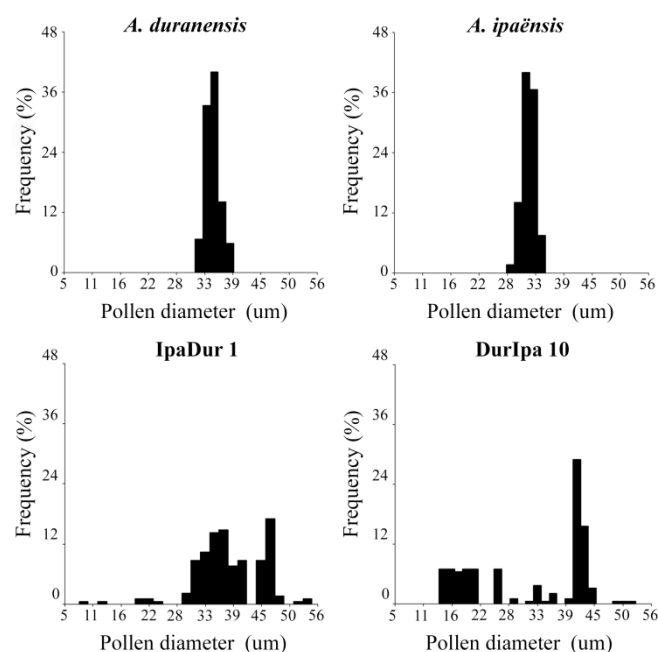 A. duranensis
48
36
24
12
0
Frequency (%)
5 11 16 22 28 33 39 45 50 56
Pollen diameter (um)
A. ipaënsis
48
36
24
12
0
Frequency (%)
5 11 16 22 28 33 39 45 50 56
Pollen diameter (um)
IpaDur 1
48
36
24
12
0
Frequency (%)
5 11 16 22 28 33 39 45 50 56
Pollen diameter (um)
DurIpa 10
48
36
24
12
0
Frequency (%)
5 11 16 22 28 33 39 45 50 56
Pollen diameter (um)